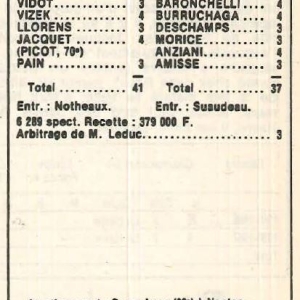 VIDOT............ 3 BARONCHELLI.... 4
VIZEK............. 4 BURRUCHAGA.... 4
LLORENS........ 3 DESCHAMPS..... 3
JACQUET........ 4 MORICE........... 3
(PICOT, 70e) ANZIANI............ 4
PAIN............... 3 AMISSE............ 3
Total.......... 41 Total.......... 37
Entr. : Notheaux. Entr. : Suaudeau.
6 289 spect. Recette : 379 000 F.
Arbitrage de M. Leduc...................... 3